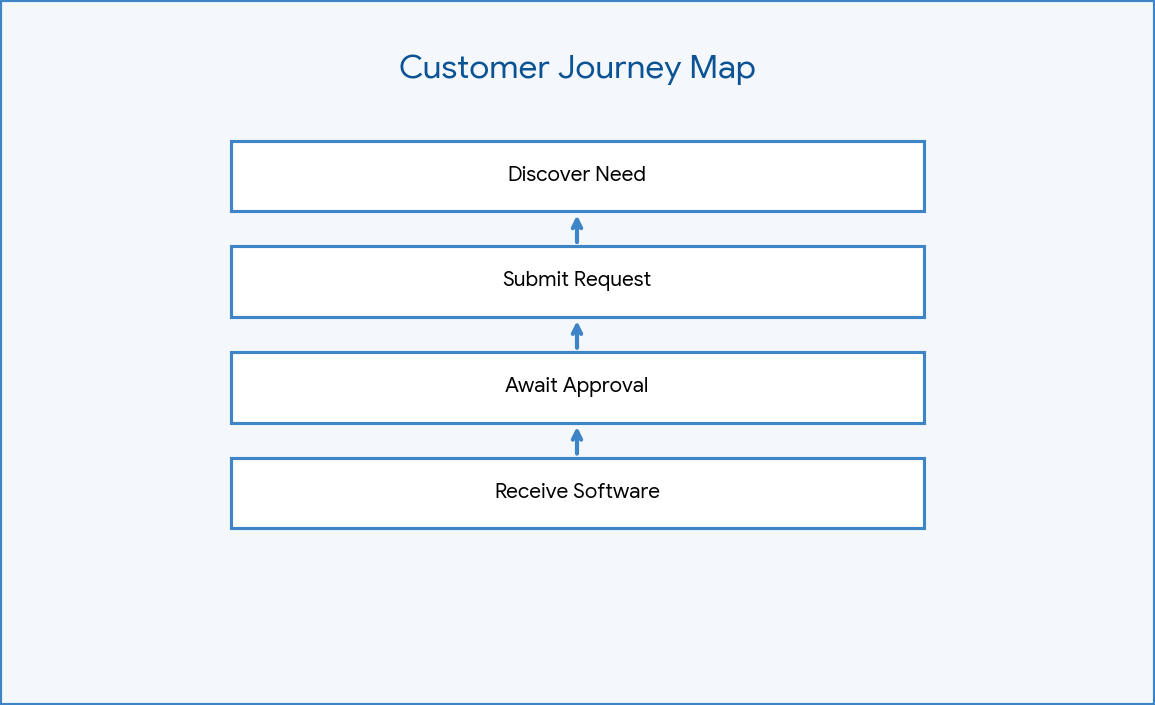 Customer Journey Map
Discover Need
Submit Request
Await Approval
Receive Software